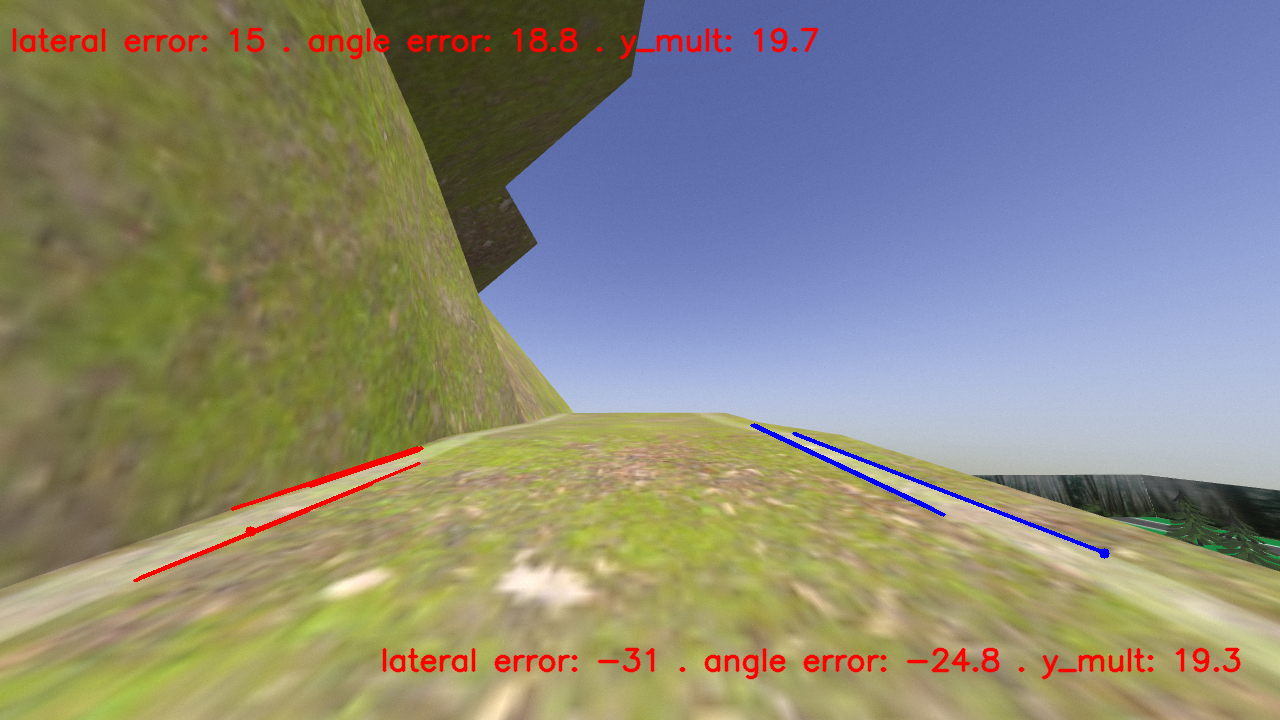 lateral error: 15 . angle error: 18.8 . y_mult: 19.7
lateral error: −31 . angle error: −24.8 . y_mult: 19.3